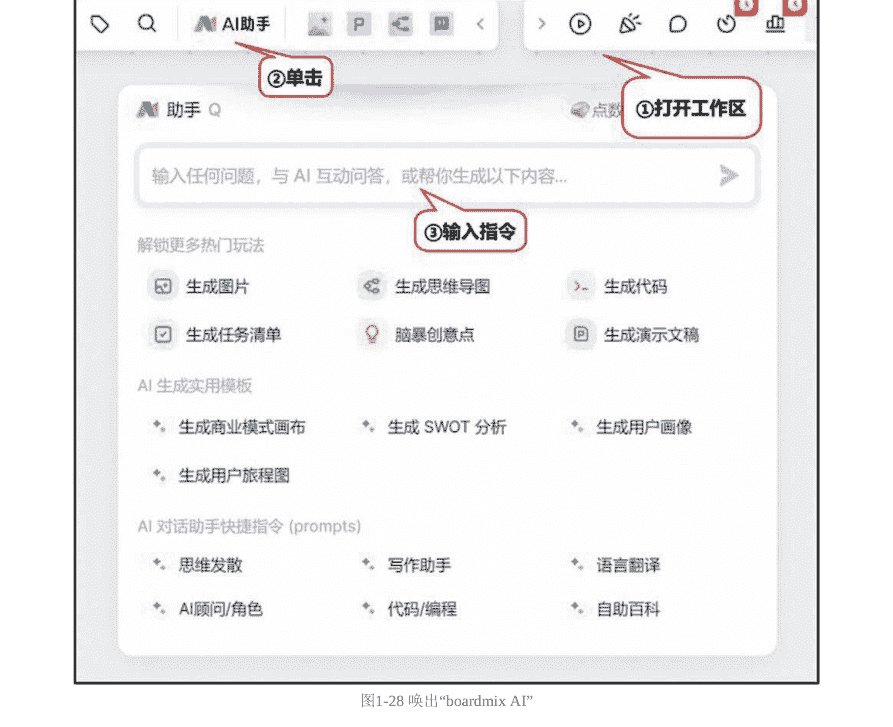 AI助手
P
②单击
①打开工作区
助手
点数
输入任何问题，与 AI 互动问答，或帮你生成以下内容...
③输入指令
解锁更多热门玩法
生成图片 生成思维导图 生成代码
生成任务清单 脑暴创意点 P 生成演示文稿
AI 生成实用模板
生成商业模式画布 生成 SWOT 分析 生成用户画像
生成用户旅程图
AI 对话助手快捷指令 (prompts)
思维发散 写作助手 语言翻译
AI顾问/角色 代码/编程 自助百科
图1-28 唤出“boardmix AI”